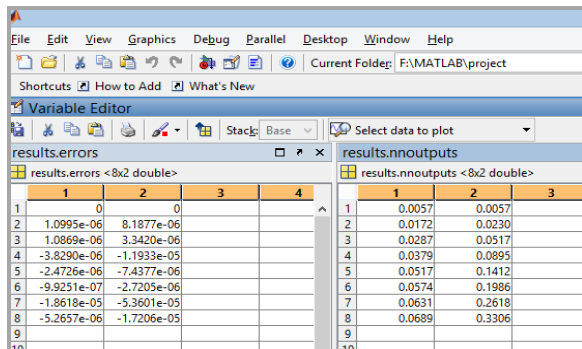 File Edit View Graphics Debug Parallel Desktop Window Help
Current Folder: F:\MATLAB\project
Shortcuts How to Add What's New
Variable Editor
Stack: Base Select data to plot
results.errors
results.errors <8x2 double>
1 2 3 4
1 0 0
2 1.0995e-06 8.1877e-06
3 1.0869e-06 3.3420e-06
4 -3.8290e-06 -1.1933e-05
5 -2.4726e-06 -7.4377e-06
6 -9.9251e-07 -2.7205e-06
7 -1.8618e-05 -5.3601e-05
8 -5.2657e-06 -1.7206e-05
9
10
results.nnoutputs
results.nnoutputs <8x2 double>
1 2 3
1 0.0057 0.0057
2 0.0172 0.0230
3 0.0287 0.0517
4 0.0379 0.0895
5 0.0517 0.1412
6 0.0574 0.1986
7 0.0631 0.2618
8 0.0689 0.3306
9
10